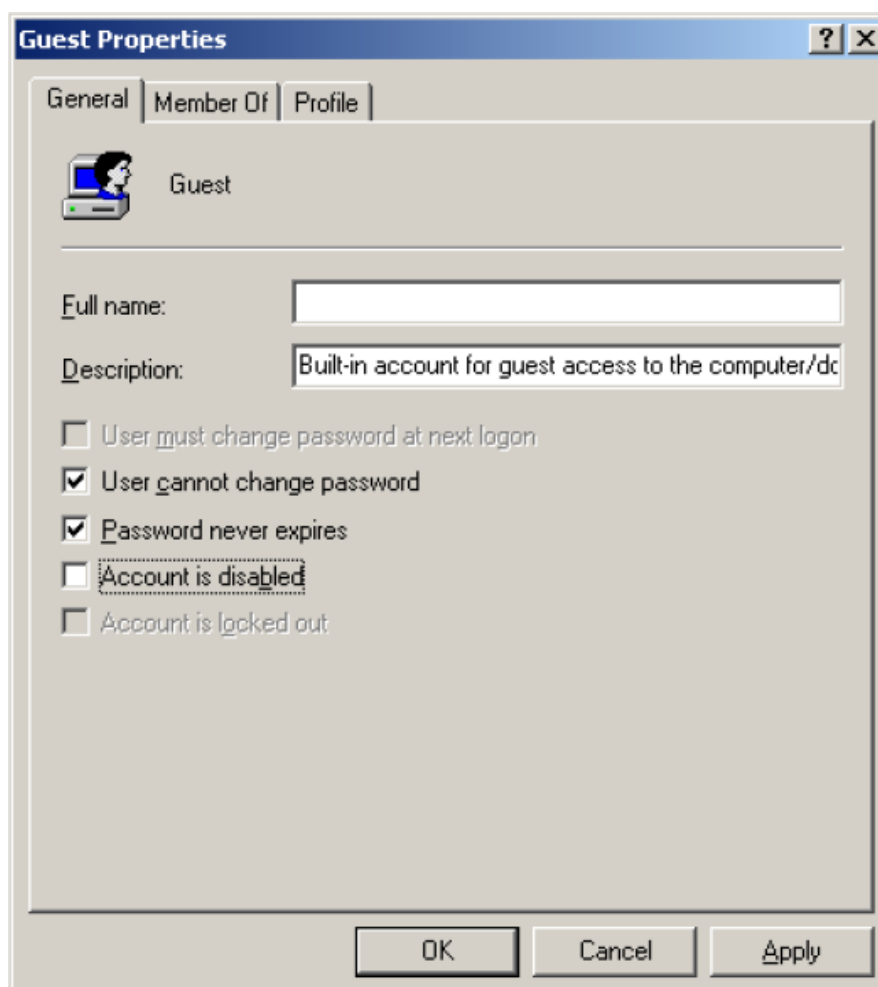 Guest Properties
General Member Of Profile
Guest
Full name:
Description: Built-in account for guest access to the computer/dc
User must change password at next logon
User cannot change password
Password never expires
Account is disabled
Account is locked out
OK Cancel Apply